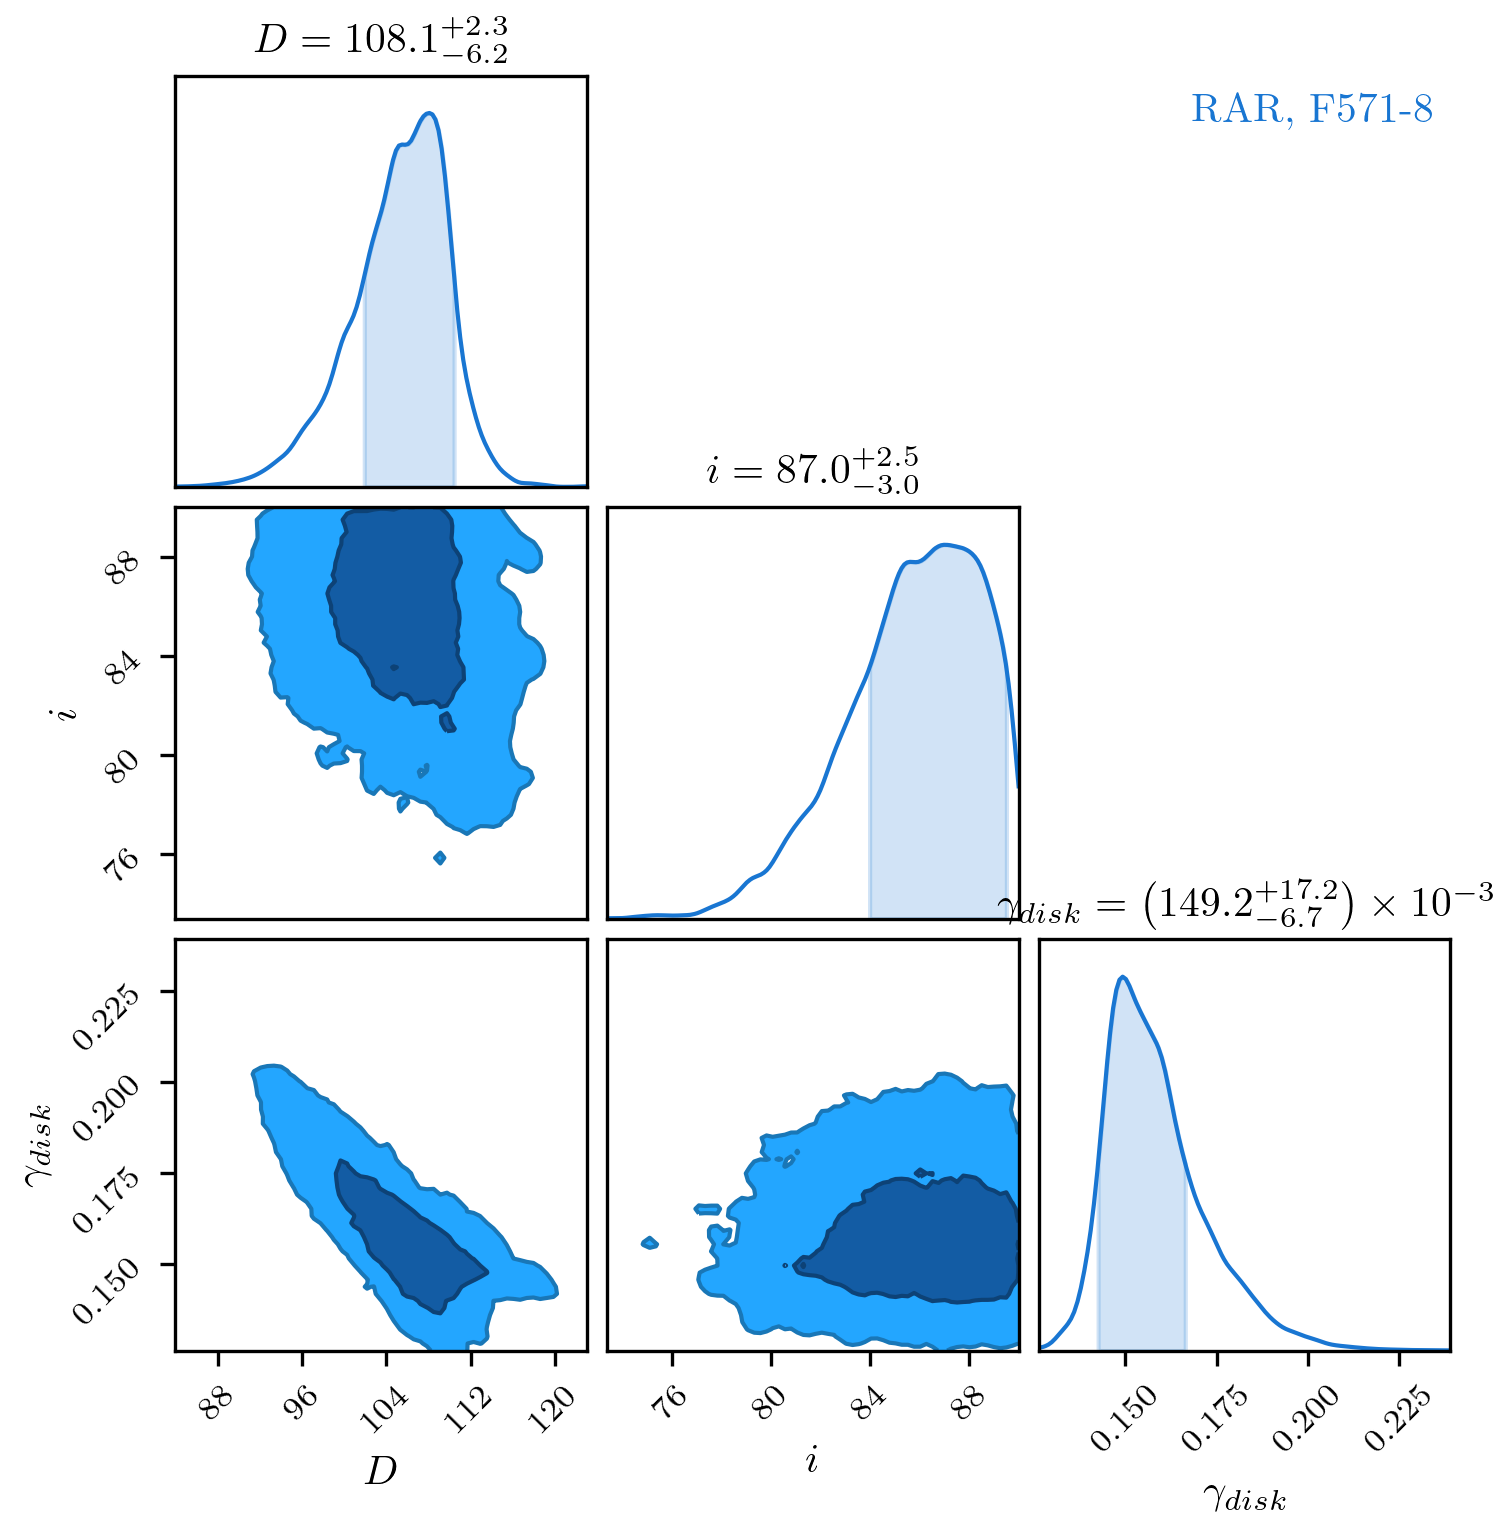 D = 108.1^{+2.3}_{-6.2}
RAR, F571-8
i = 87.0^{+2.5}_{-3.0}
88
84
80
76
i
γ_{disk} = (149.2^{+17.2}_{-6.7}) × 10^{-3}
0.225
0.200
0.175
0.150
γ_{disk}
88 96 104 112 120
76 80 84 88
0.150 0.175 0.200 0.225
D
i
γ_{disk}